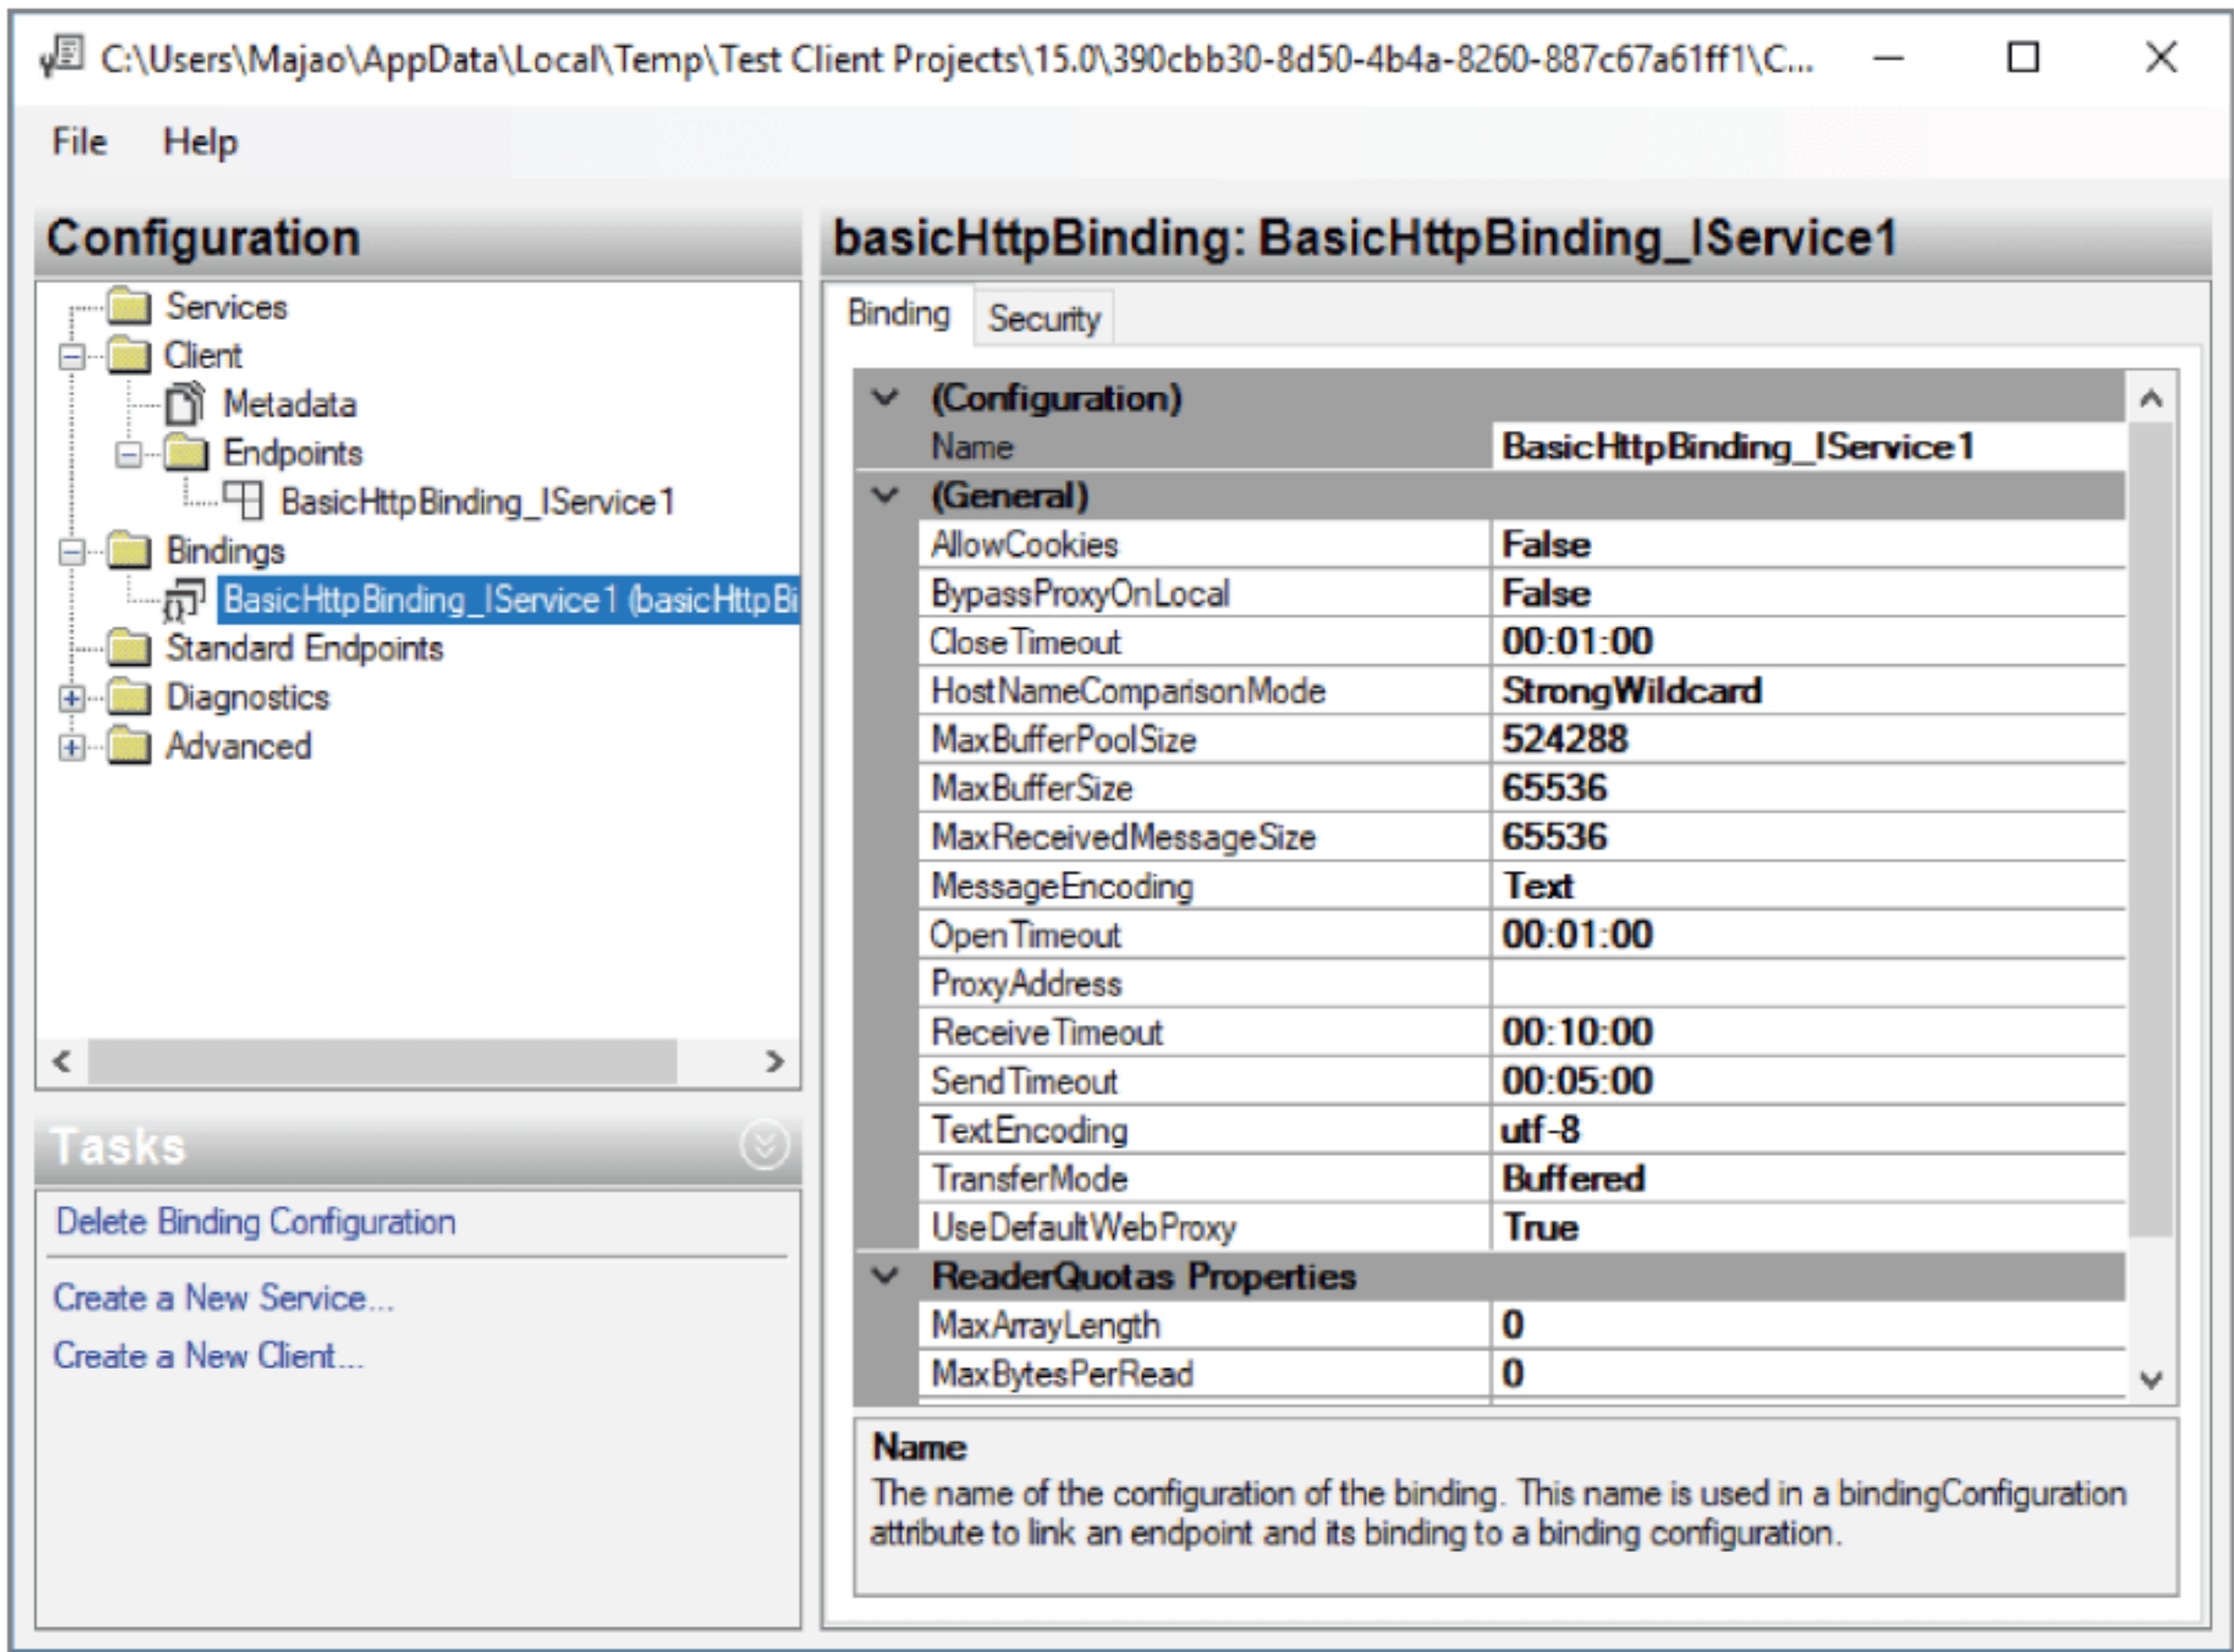 C:\Users\Majao\AppData\Local\Temp\Test Client Projects\15.0\390cbb30-8d50-4b4a-8260-887c67a61ff1\C...
File Help
Configuration
Services
Client
Metadata
Endpoints
BasicHttpBinding_IService1
Bindings
BasicHttpBinding_IService1 (basicHttpBi
Standard Endpoints
Diagnostics
Advanced
Tasks
Delete Binding Configuration
Create a New Service...
Create a New Client...
basicHttpBinding: BasicHttpBinding_IService1
Binding Security
(Configuration)
Name BasicHttpBinding_IService1
(General)
AllowCookies False
BypassProxyOnLocal False
CloseTimeout 00:01:00
HostNameComparisonMode StrongWildcard
MaxBufferPoolSize 524288
MaxBufferSize 65536
MaxReceivedMessageSize 65536
MessageEncoding Text
OpenTimeout 00:01:00
ProxyAddress
ReceiveTimeout 00:10:00
SendTimeout 00:05:00
TextEncoding utf-8
TransferMode Buffered
UseDefaultWebProxy True
ReaderQuotas Properties
MaxArrayLength 0
MaxBytesPerRead 0
Name
The name of the configuration of the binding. This name is used in a bindingConfiguration
attribute to link an endpoint and its binding to a binding configuration.